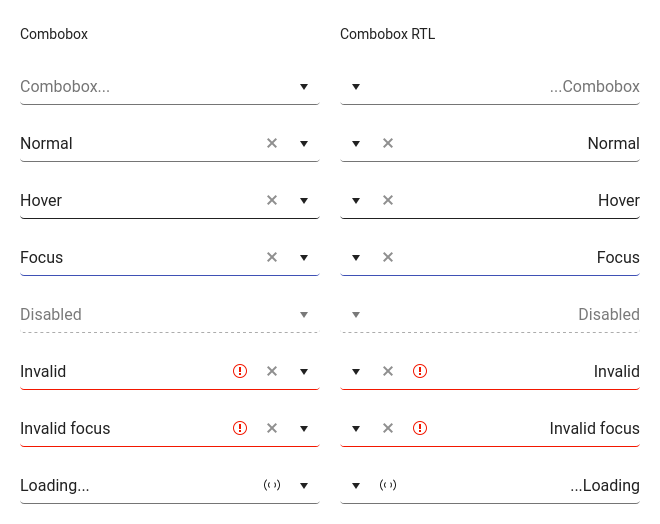 Combobox
Combobox RTL
Combobox...
...Combobox
Normal
Normal
Hover
Hover
Focus
Focus
Disabled
Disabled
Invalid
Invalid
Invalid focus
Invalid focus
Loading...
...Loading